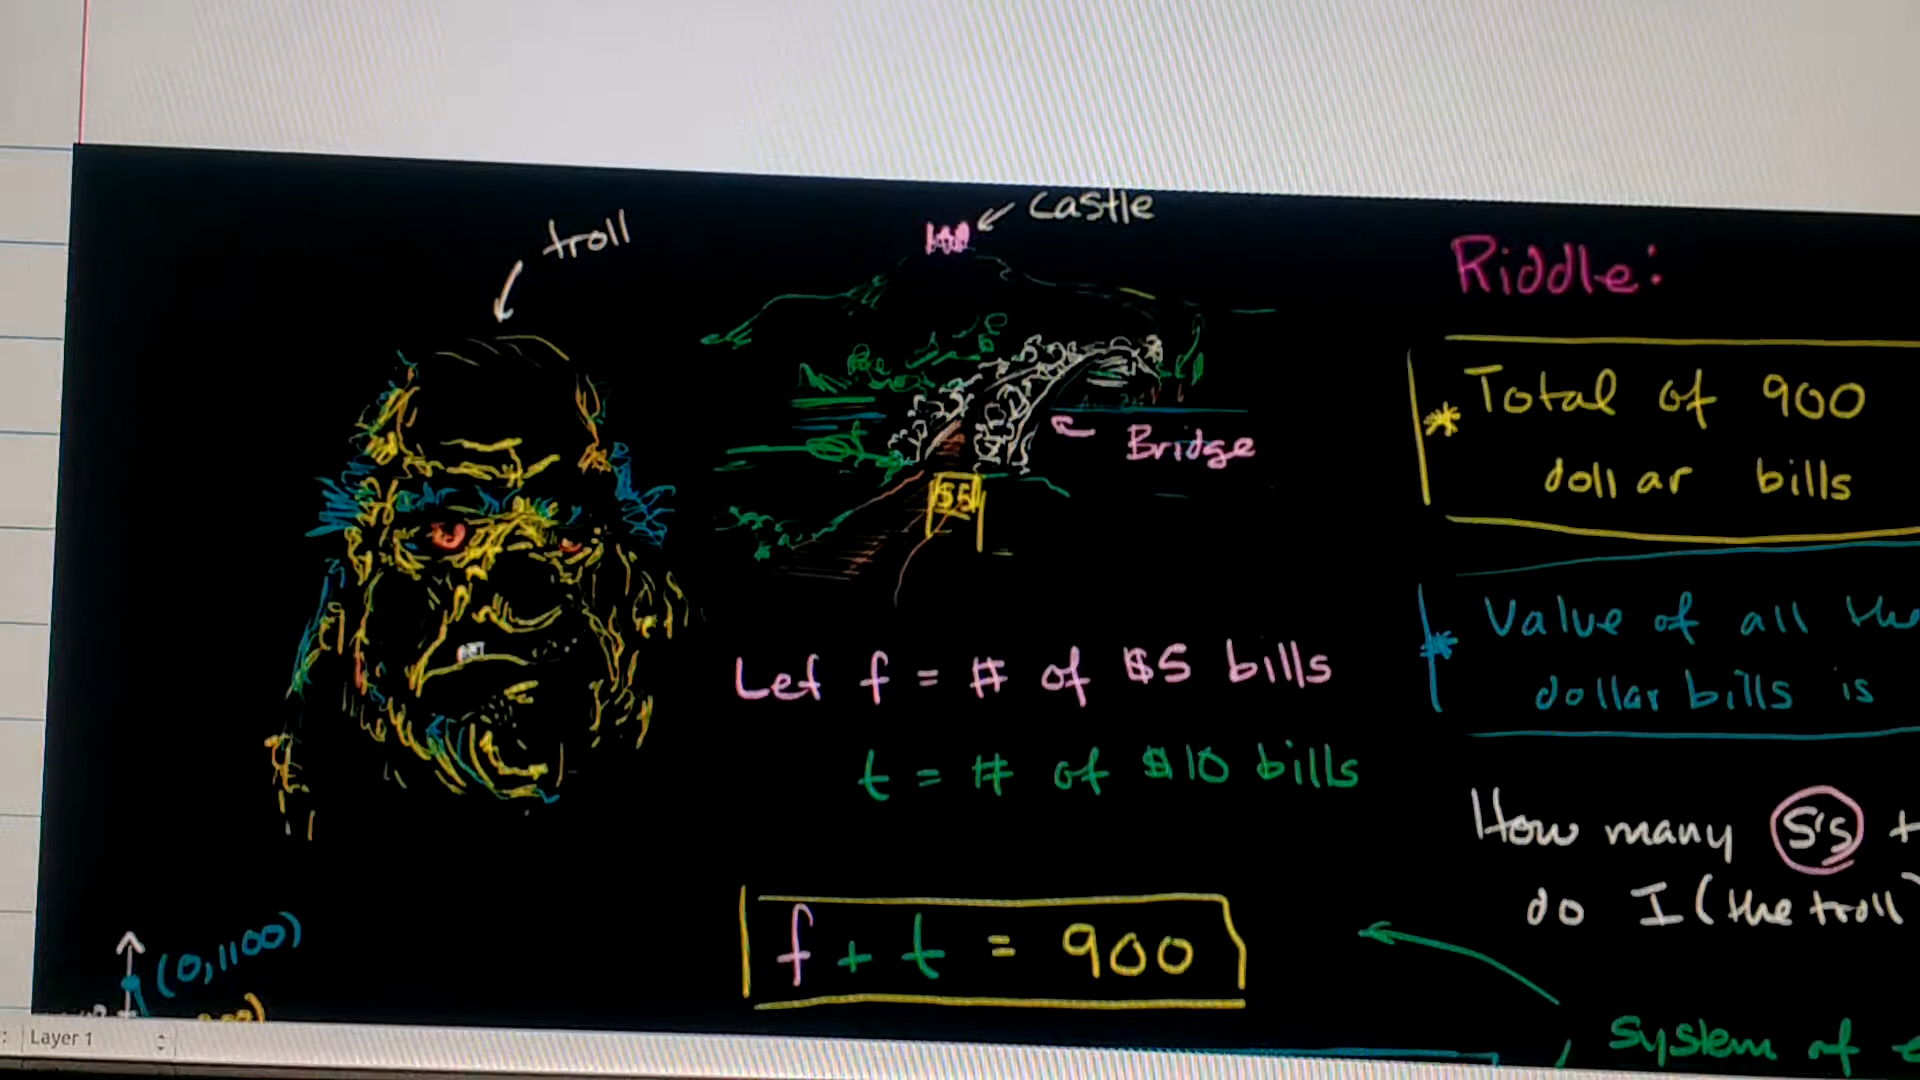 troll
castle
Bridge
$5
Let f = # of $5 bills
t = # of $10 bills
f + t = 900
(0,1100)
Riddle:
* Total of 900
dollar bills
* Value of all the
dollar bills is
How many 5's +
do I (the troll)
System of e
Layer 1